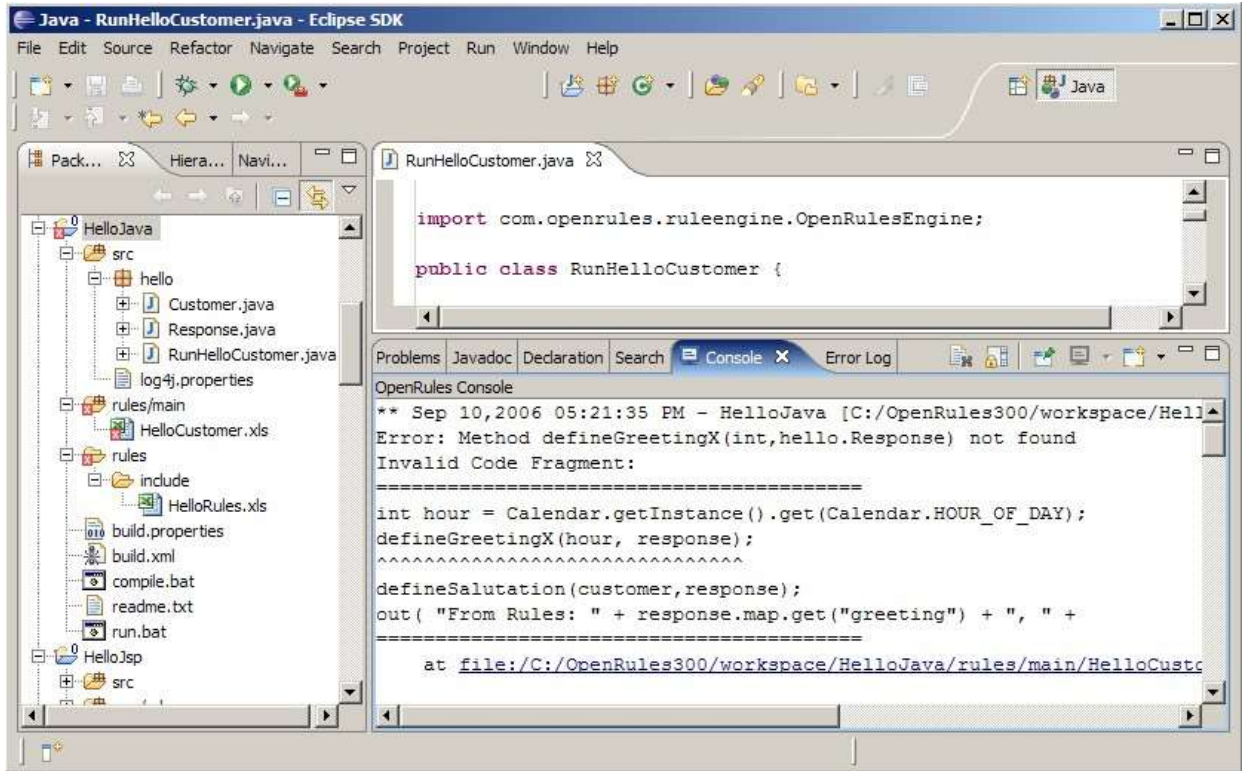 Java - RunHelloCustomer.java - Eclipse SDK
File Edit Source Refactor Navigate Search Project Run Window Help
Java
Pack... Hiera... Navi...
HelloJava
src
hello
Customer.java
Response.java
RunHelloCustomer.java
log4j.properties
rules/main
HelloCustomer.xls
rules
include
HelloRules.xls
build.properties
build.xml
compile.bat
readme.txt
run.bat
HelloJsp
src
RunHelloCustomer.java
import com.openrules.ruleengine.OpenRulesEngine;
public class RunHelloCustomer {
Problems Javadoc Declaration Search Console Error Log
OpenRules Console
** Sep 10,2006 05:21:35 PM - HelloJava [C:/OpenRules300/workspace/Hell
Error: Method defineGreetingX(int,hello.Response) not found
Invalid Code Fragment:
=========================================
int hour = Calendar.getInstance().get(Calendar.HOUR_OF_DAY);
defineGreetingX(hour, response);
^^^^^^^^^^^^^^^^^^^^^^^^^^^^^^^
defineSalutation(customer,response);
out( "From Rules: " + response.map.get("greeting") + ", " +
=========================================
at file:/C:/OpenRules300/workspace/HelloJava/rules/main/HelloCusto